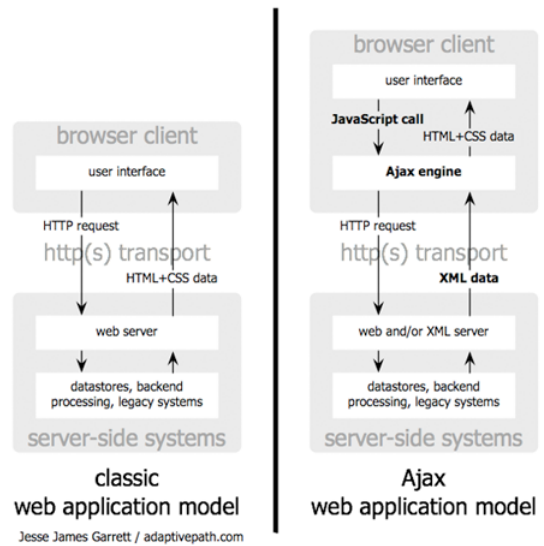 browser client
user interface
HTTP request
http(s) transport
HTML+CSS data
web server
datastores, backend
processing, legacy systems
server-side systems
classic
web application model
Jesse James Garrett / adaptivepath.com
browser client
user interface
JavaScript call
HTML+CSS data
Ajax engine
HTTP request
http(s) transport
XML data
web and/or XML server
datastores, backend
processing, legacy systems
server-side systems
Ajax
web application model